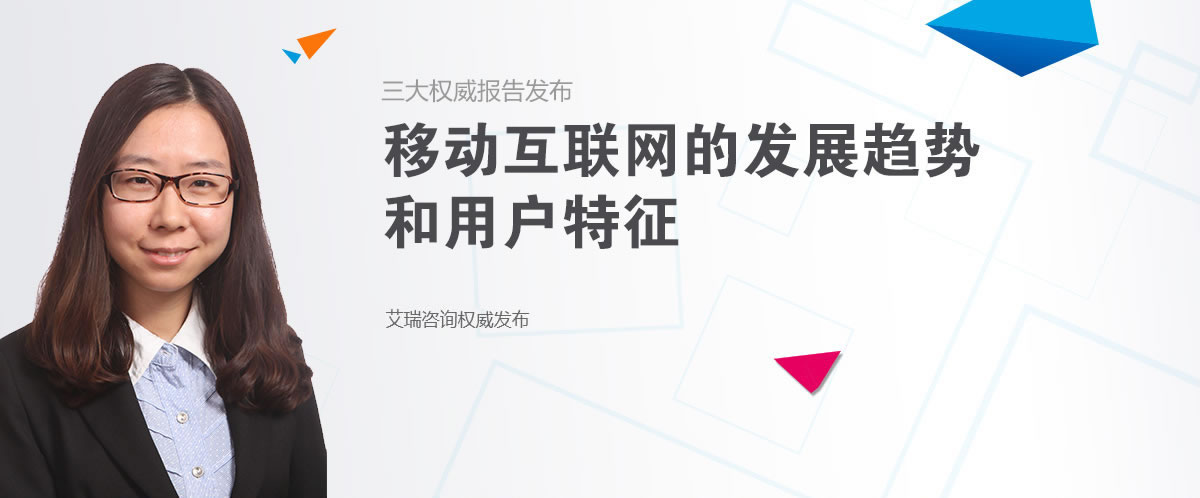 三大权威报告发布
移动互联网的发展趋势
和用户特征
艾瑞咨询权威发布